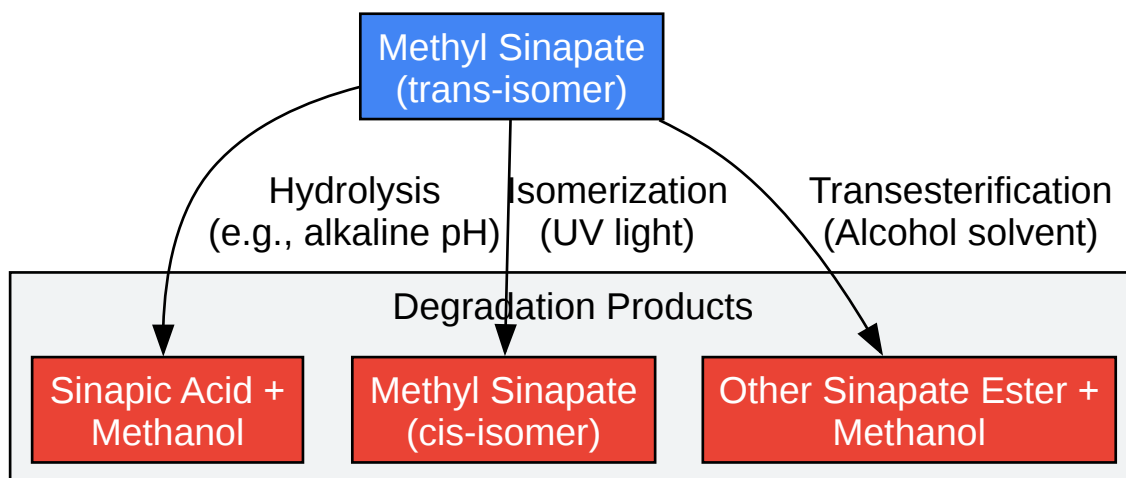 Methyl Sinapate
(trans-isomer)
Hydrolysis
(e.g., alkaline pH)
Isomerization
(UV light)
Transesterification
(Alcohol solvent)
Degradation Products
Sinapic Acid +
Methanol
Methyl Sinapate
(cis-isomer)
Other Sinapate Ester +
Methanol